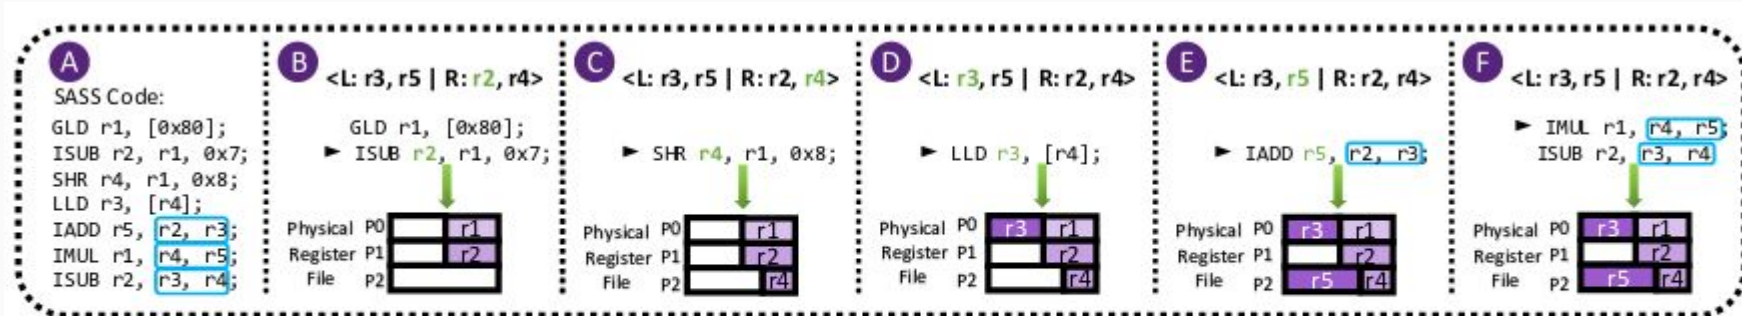 A
SASS Code:
GLD r1, [0x80];
ISUB r2, r1, 0x7;
SHR r4, r1, 0x8;
LLD r3, [r4];
IADD r5, r2, r3;
IMUL r1, r4, r5;
ISUB r2, r3, r4;
B
<L: r3, r5 | R: r2, r4>
GLD r1, [0x80];
► ISUB r2, r1, 0x7;
Physical P0 r1
Register P1 r2
File P2
C
<L: r3, r5 | R: r2, r4>
► SHR r4, r1, 0x8;
Physical P0 r1
Register P1 r2
File P2 r4
D
<L: r3, r5 | R: r2, r4>
► LLD r3, [r4];
Physical P0 r3 r1
Register P1 r2
File P2 r4
E
<L: r3, r5 | R: r2, r4>
► IADD r5, r2, r3;
Physical P0 r3 r1
Register P1 r2
File P2 r5 r4
F
<L: r3, r5 | R: r2, r4>
► IMUL r1, r4, r5;
ISUB r2, r3, r4
Physical P0 r3 r1
Register P1 r2
File P2 r5 r4